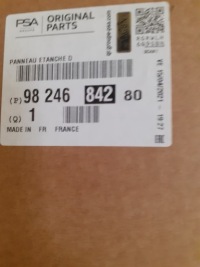 PSA
ORIGINAL
PARTS
PANNEAU ETANCHE D
(P) 98 246 842 80
(Q) 1
MADE IN FR FRANCE